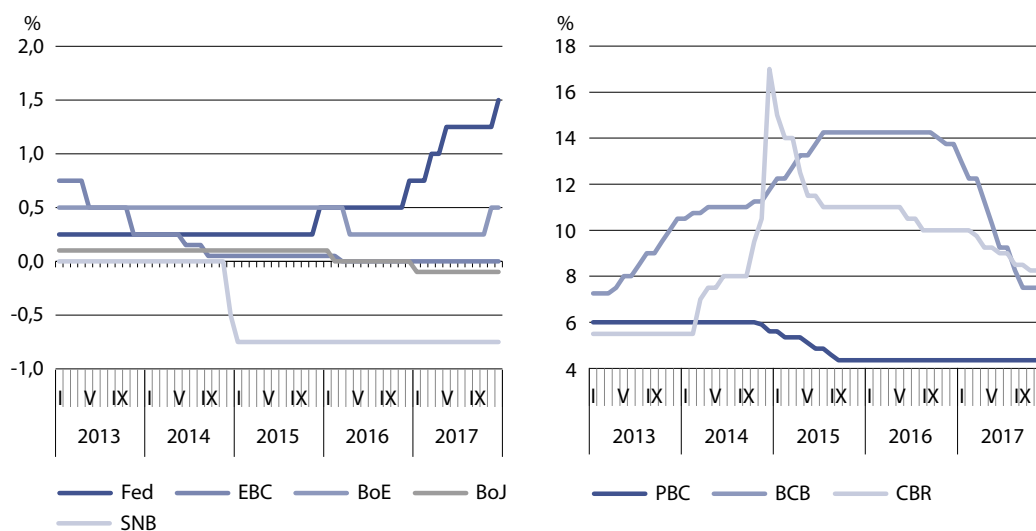 %
2,0
1,5
1,0
0,5
0,0
-0,5
-1,0
I V IX I V IX I V IX I V IX I V IX
2013 2014 2015 2016 2017
Fed EBC BoE BoJ
SNB
%
18
16
14
12
10
8
6
4
I V IX I V IX I V IX I V IX I V IX
2013 2014 2015 2016 2017
PBC BCB CBR